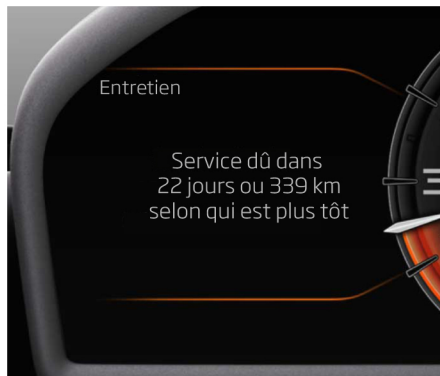 Entretien
Service dû dans
22 jours ou 339 km
selon qui est plus tôt